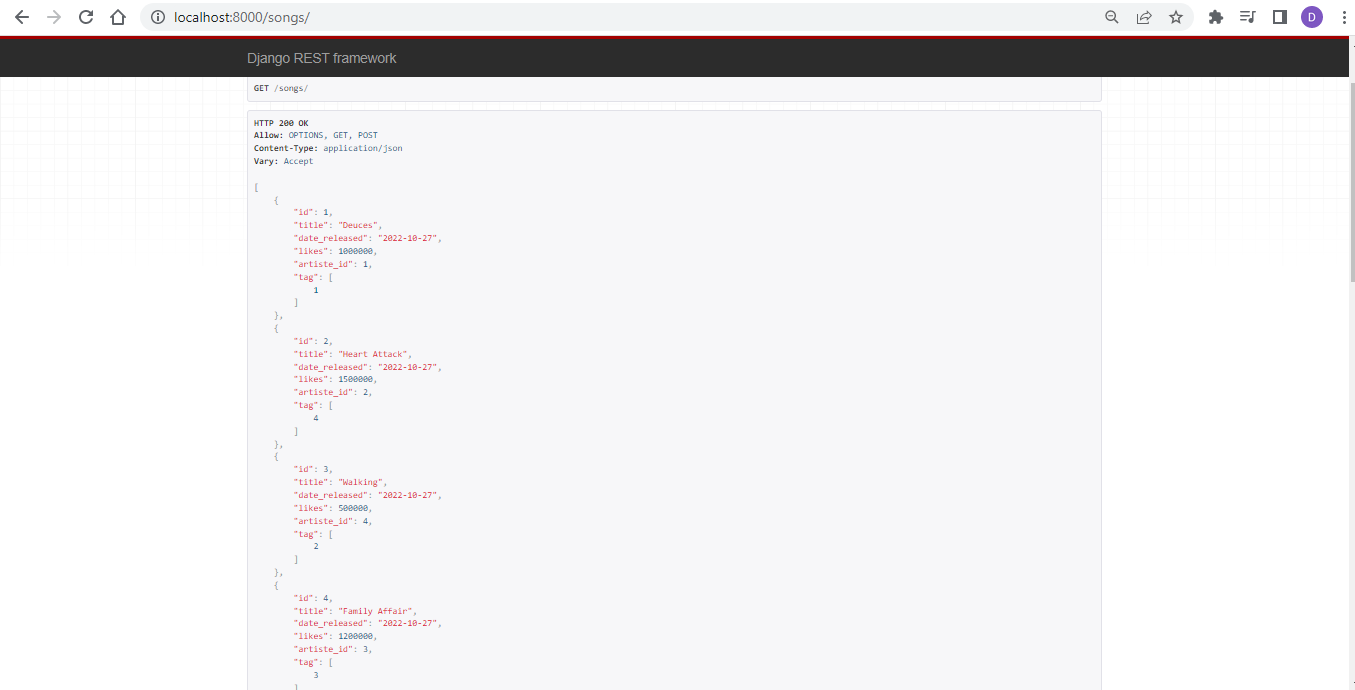 localhost:8000/songs/
D
Django REST framework
GET /songs/
HTTP 200 OK
Allow: OPTIONS, GET, POST
Content-Type: application/json
Vary: Accept
[
    {
        "id": 1,
        "title": "Deuces",
        "date_released": "2022-10-27",
        "likes": 1000000,
        "artiste_id": 1,
        "tag": [
            1
        ]
    },
    {
        "id": 2,
        "title": "Heart Attack",
        "date_released": "2022-10-27",
        "likes": 1500000,
        "artiste_id": 2,
        "tag": [
            4
        ]
    },
    {
        "id": 3,
        "title": "Walking",
        "date_released": "2022-10-27",
        "likes": 500000,
        "artiste_id": 4,
        "tag": [
            2
        ]
    },
    {
        "id": 4,
        "title": "Family Affair",
        "date_released": "2022-10-27",
        "likes": 1200000,
        "artiste_id": 3,
        "tag": [
            3
        ]